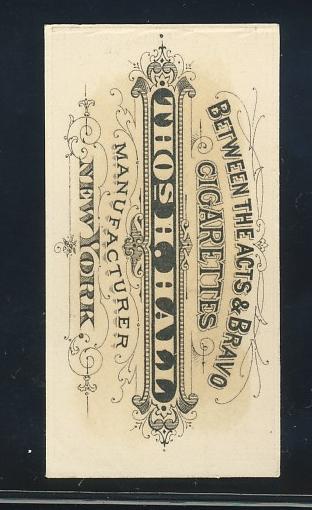 BETWEEN THE ACTS & BRAVO
CIGARETTES
THOS. H. HALL
MANUFACTURER
NEW YORK.